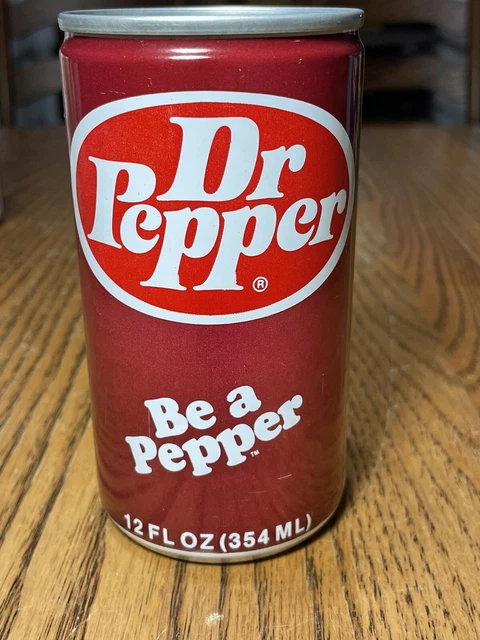 Dr
Pepper
®
Be a
Pepper™
12 FL OZ (354 ML)